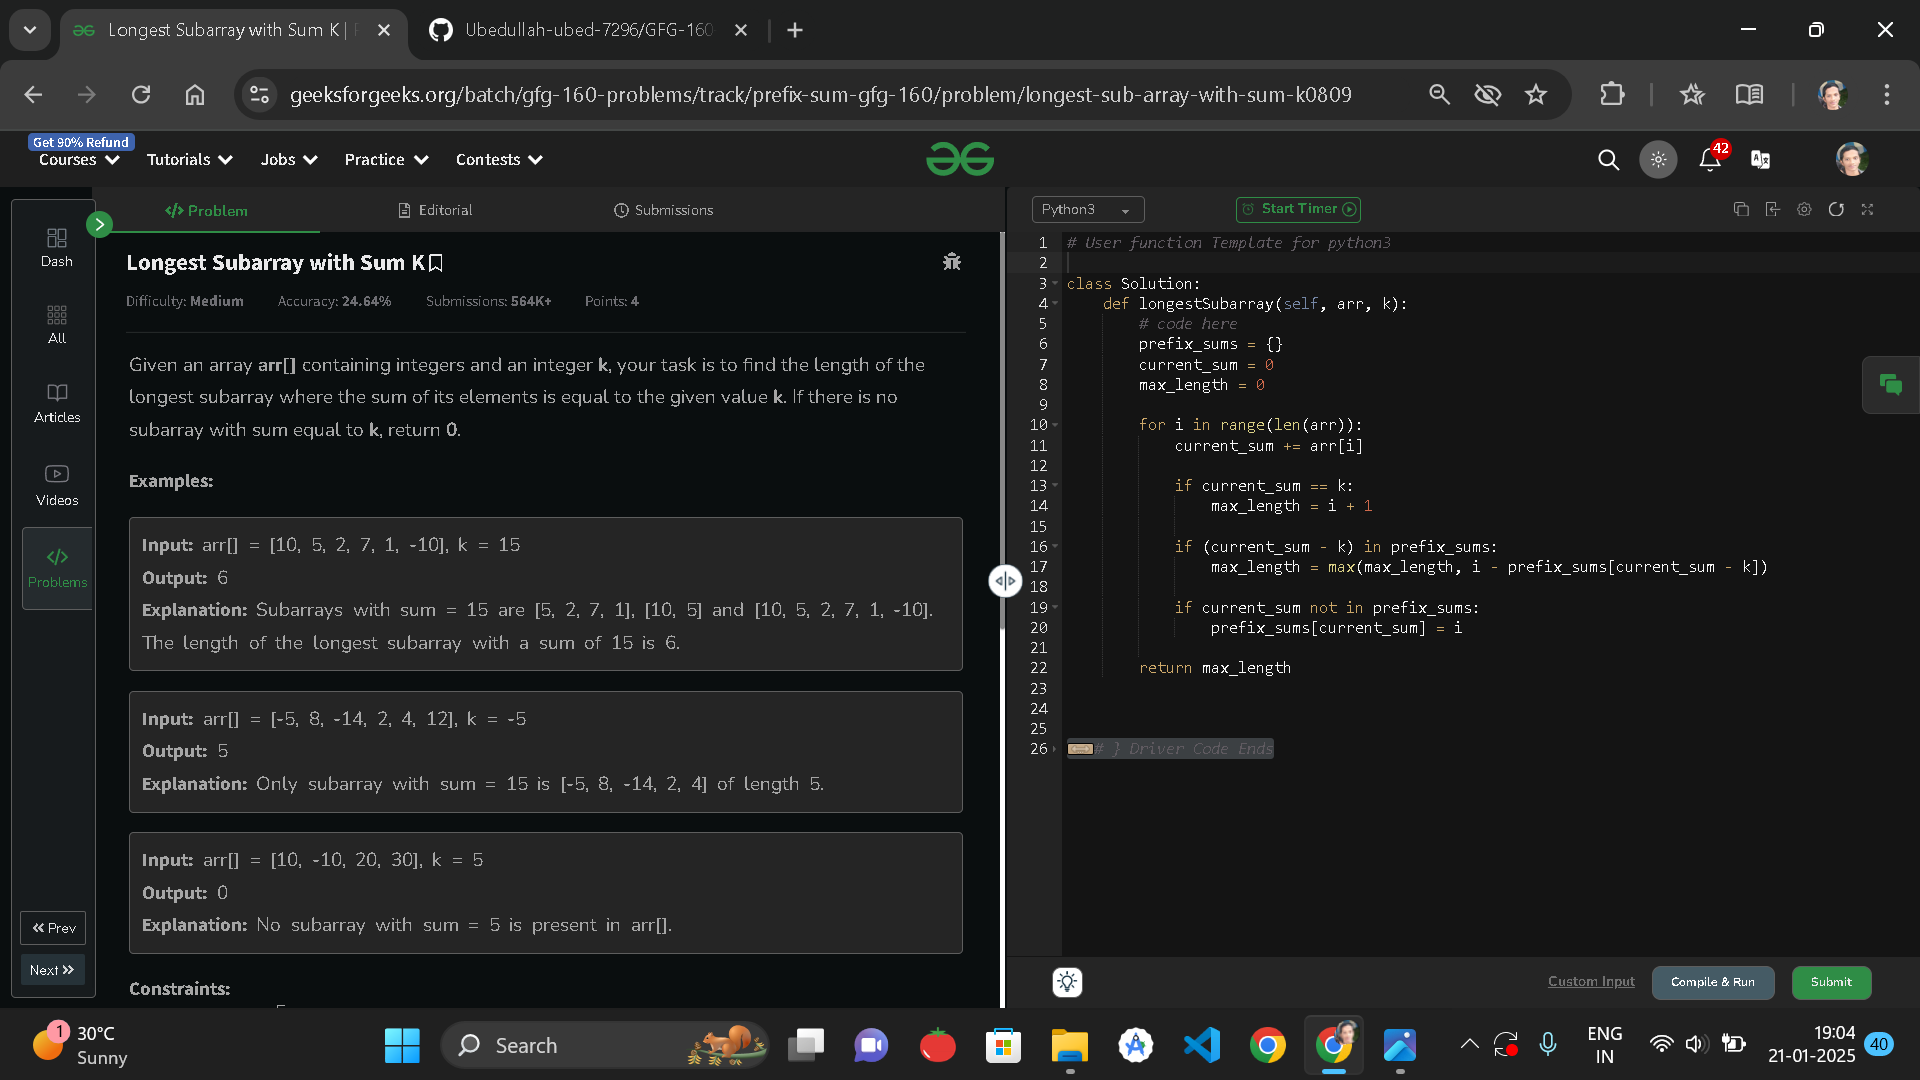 Longest Subarray with Sum K |
Ubedullah-ubed-7296/GFG-160
geeksforgeeks.org/batch/gfg-160-problems/track/prefix-sum-gfg-160/problem/longest-sub-array-with-sum-k0809
Get 90% Refund
Courses Tutorials Jobs Practice Contests
42
Problem Editorial Submissions
Dash
All
Articles
Videos
Problems
Prev
Next
Longest Subarray with Sum K
Difficulty: Medium Accuracy: 24.64% Submissions: 564K+ Points: 4
Given an array arr[] containing integers and an integer k, your task is to find the length of the
longest subarray where the sum of its elements is equal to the given value k. If there is no
subarray with sum equal to k, return 0.
Examples:
Input: arr[] = [10, 5, 2, 7, 1, -10], k = 15
Output: 6
Explanation: Subarrays with sum = 15 are [5, 2, 7, 1], [10, 5] and [10, 5, 2, 7, 1, -10].
The length of the longest subarray with a sum of 15 is 6.
Input: arr[] = [-5, 8, -14, 2, 4, 12], k = -5
Output: 5
Explanation: Only subarray with sum = 15 is [-5, 8, -14, 2, 4] of length 5.
Input: arr[] = [10, -10, 20, 30], k = 5
Output: 0
Explanation: No subarray with sum = 5 is present in arr[].
Constraints:
Python3 Start Timer
1 # User function Template for python3
2
3 class Solution:
4 def longestSubarray(self, arr, k):
5 # code here
6 prefix_sums = {}
7 current_sum = 0
8 max_length = 0
9
10 for i in range(len(arr)):
11 current_sum += arr[i]
12
13 if current_sum == k:
14 max_length = i + 1
15
16 if (current_sum - k) in prefix_sums:
17 max_length = max(max_length, i - prefix_sums[current_sum - k])
18
19 if current_sum not in prefix_sums:
20 prefix_sums[current_sum] = i
21
22 return max_length
23
24
25
26 # } Driver Code Ends
Custom Input Compile & Run Submit
1
30°C
Sunny
Search
ENG
IN
19:04
21-01-2025
40